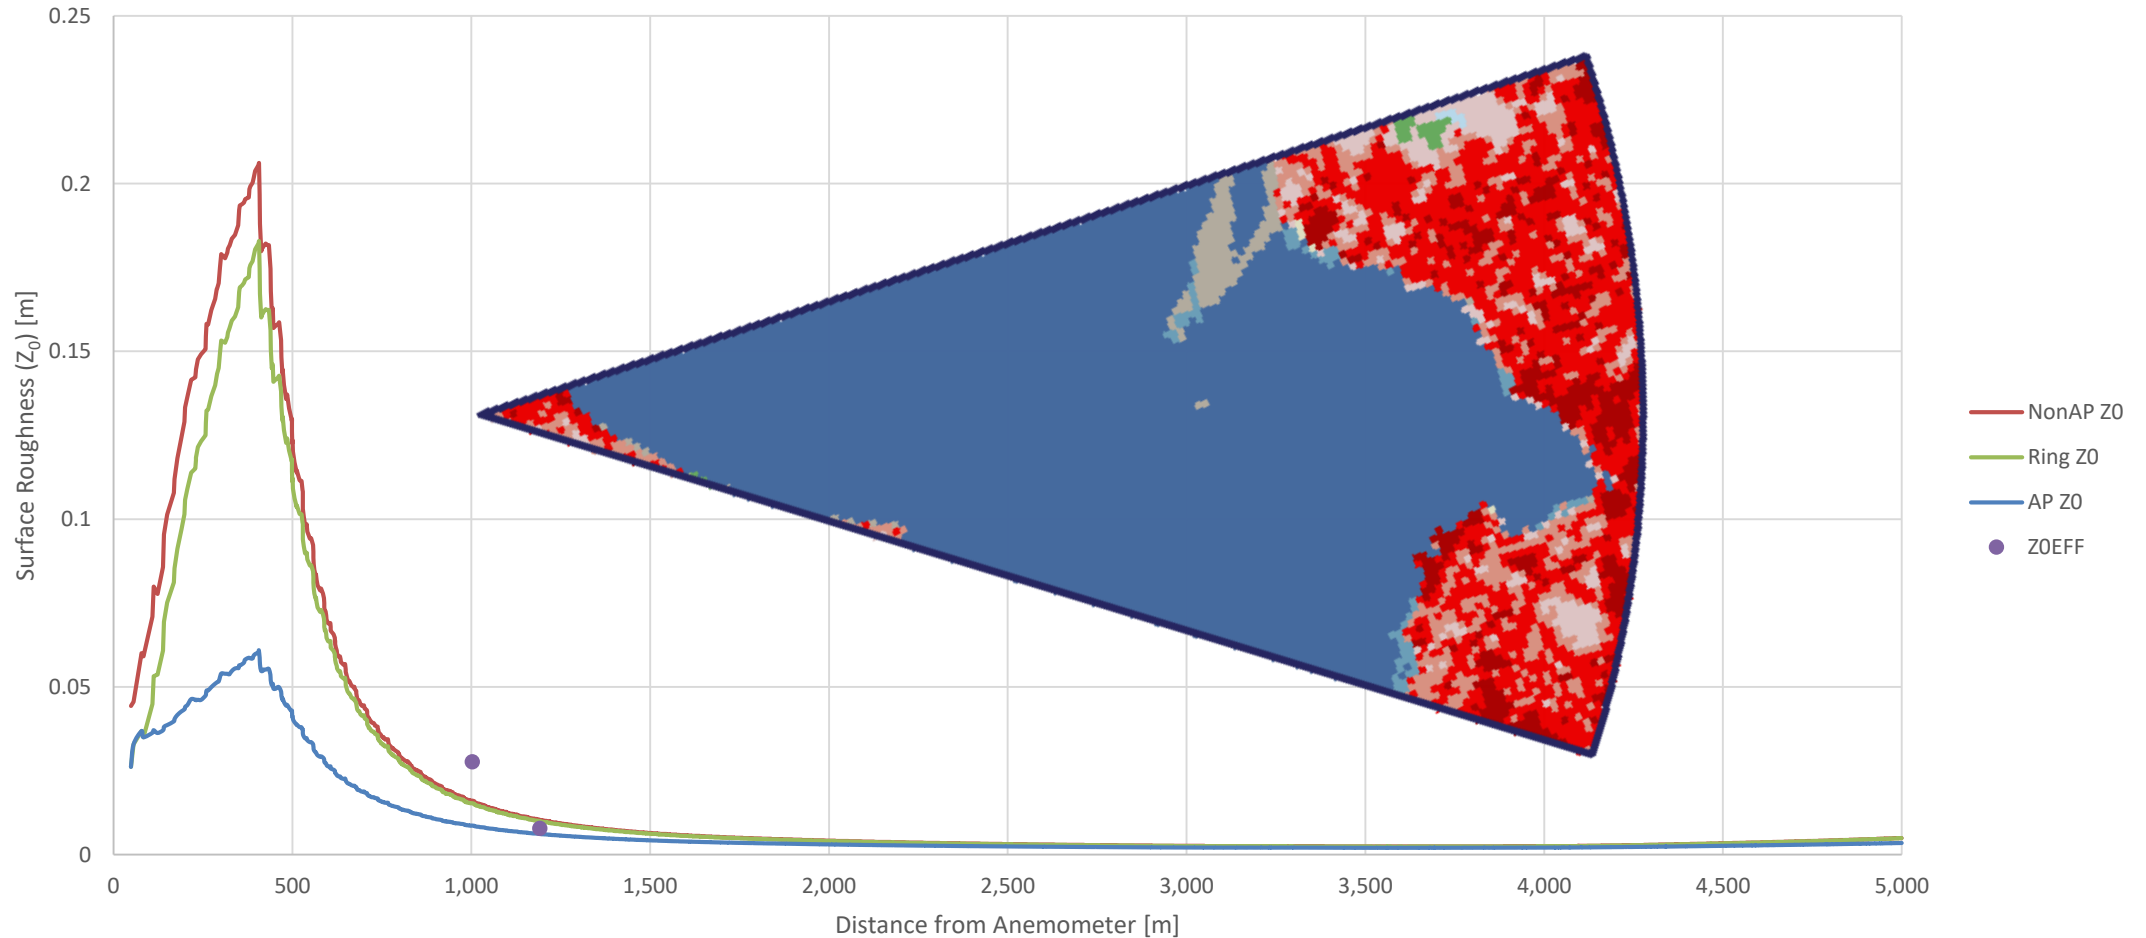 0.25
0.2
0.15
0.1
0.05
0
Surface Roughness (Z0) [m]
0 500 1,000 1,500 2,000 2,500 3,000 3,500 4,000 4,500 5,000
Distance from Anemometer [m]
NonAP Z0
Ring Z0
AP Z0
Z0EFF